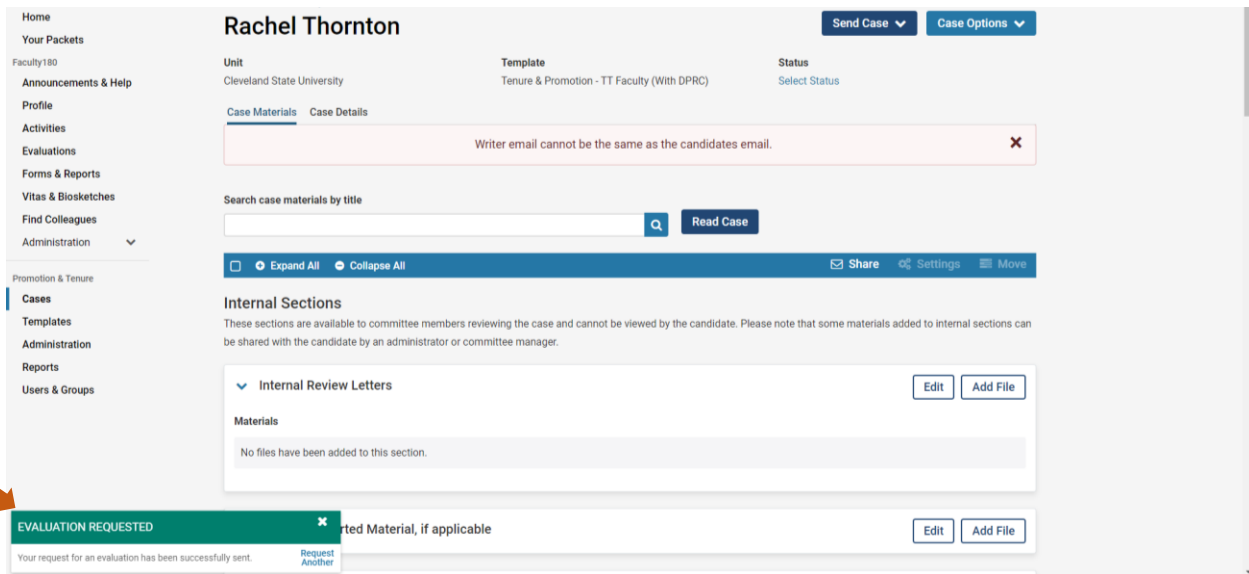 Home
Your Packets
Faculty180
Announcements & Help
Profile
Activities
Evaluations
Forms & Reports
Vitas & Biosketches
Find Colleagues
Administration
Promotion & Tenure
Cases
Templates
Administration
Reports
Users & Groups
Rachel Thornton
Send Case
Case Options
Unit
Cleveland State University
Template
Tenure & Promotion - TT Faculty (With DPRC)
Status
Select Status
Case Materials Case Details
Writer email cannot be the same as the candidates email.
Search case materials by title
Read Case
Expand All Collapse All Share Settings Move
Internal Sections
These sections are available to committee members reviewing the case and cannot be viewed by the candidate. Please note that some materials added to internal sections can
be shared with the candidate by an administrator or committee manager.
Internal Review Letters
Edit Add File
Materials
No files have been added to this section.
rted Material, if applicable
Edit Add File
EVALUATION REQUESTED
Your request for an evaluation has been successfully sent.
Request
Another